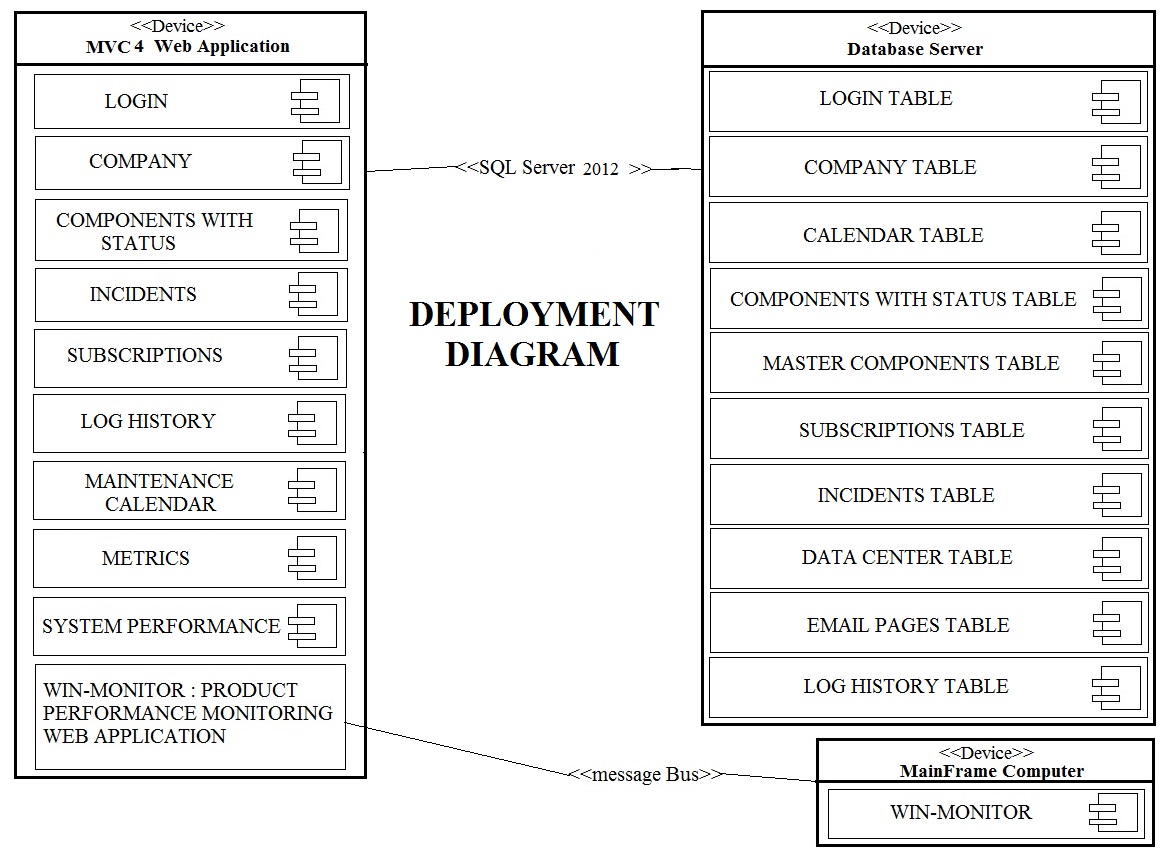 <<Device>>
MVC 4 Web Application
LOGIN
COMPANY
COMPONENTS WITH
STATUS
INCIDENTS
SUBSCRIPTIONS
LOG HISTORY
MAINTENANCE
CALENDAR
METRICS
SYSTEM PERFORMANCE
WIN-MONITOR : PRODUCT
PERFORMANCE MONITORING
WEB APPLICATION
<<SQL Server 2012 >>
DEPLOYMENT
DIAGRAM
<<message Bus>>
<<Device>>
Database Server
LOGIN TABLE
COMPANY TABLE
CALENDAR TABLE
COMPONENTS WITH STATUS TABLE
MASTER COMPONENTS TABLE
SUBSCRIPTIONS TABLE
INCIDENTS TABLE
DATA CENTER TABLE
EMAIL PAGES TABLE
LOG HISTORY TABLE
<<Device>>
MainFrame Computer
WIN-MONITOR